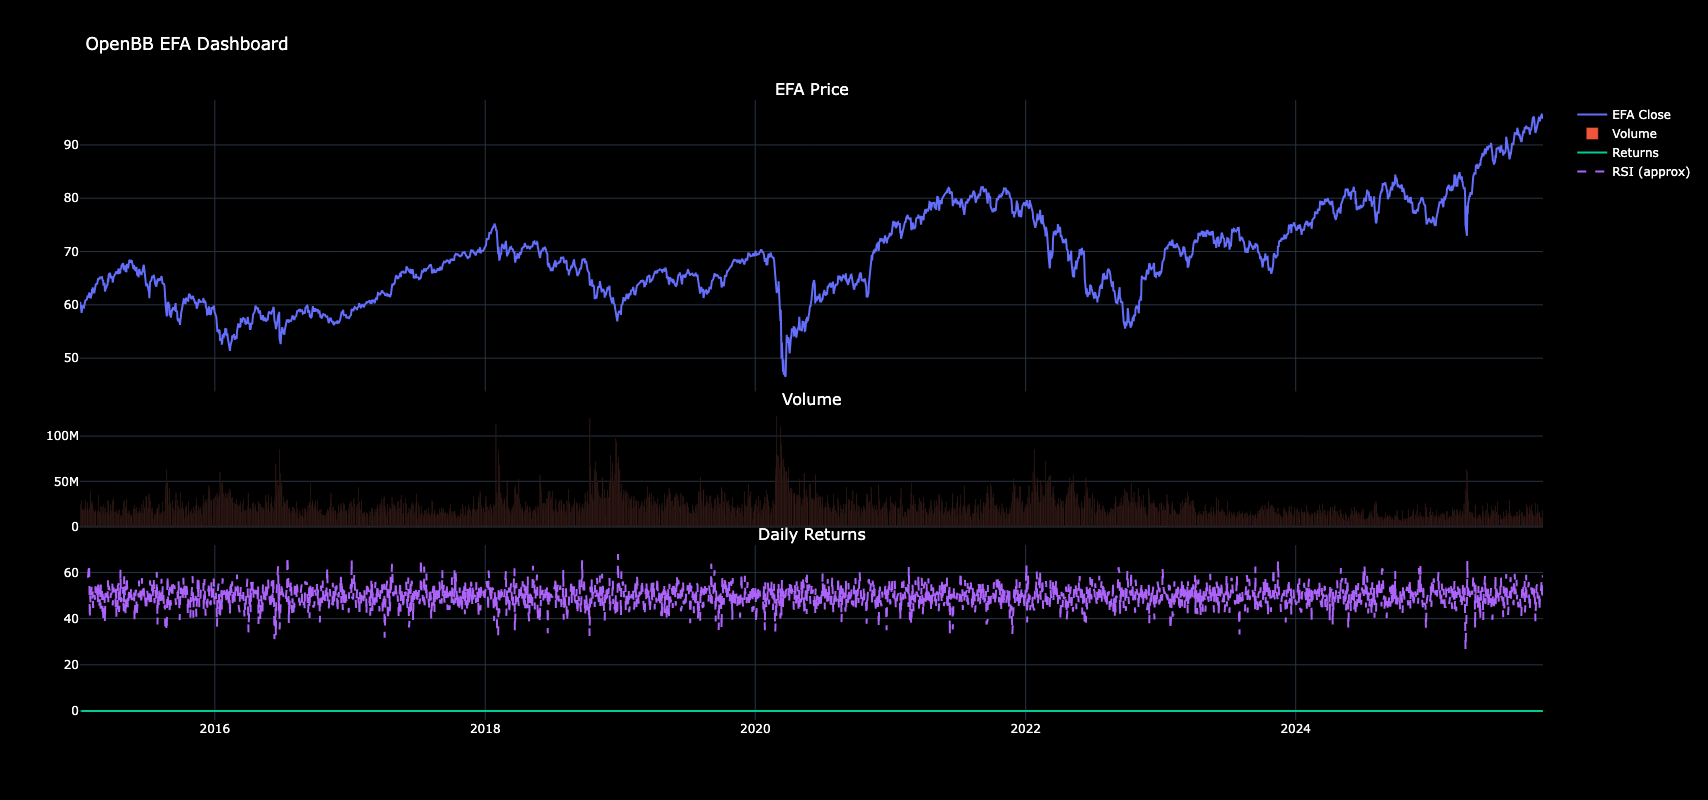 OpenBB EFA Dashboard
EFA Price
EFA Close
Volume
Returns
RSI (approx)
90
80
70
60
50
Volume
100M
50M
0
Daily Returns
60
40
20
0
2016 2018 2020 2022 2024